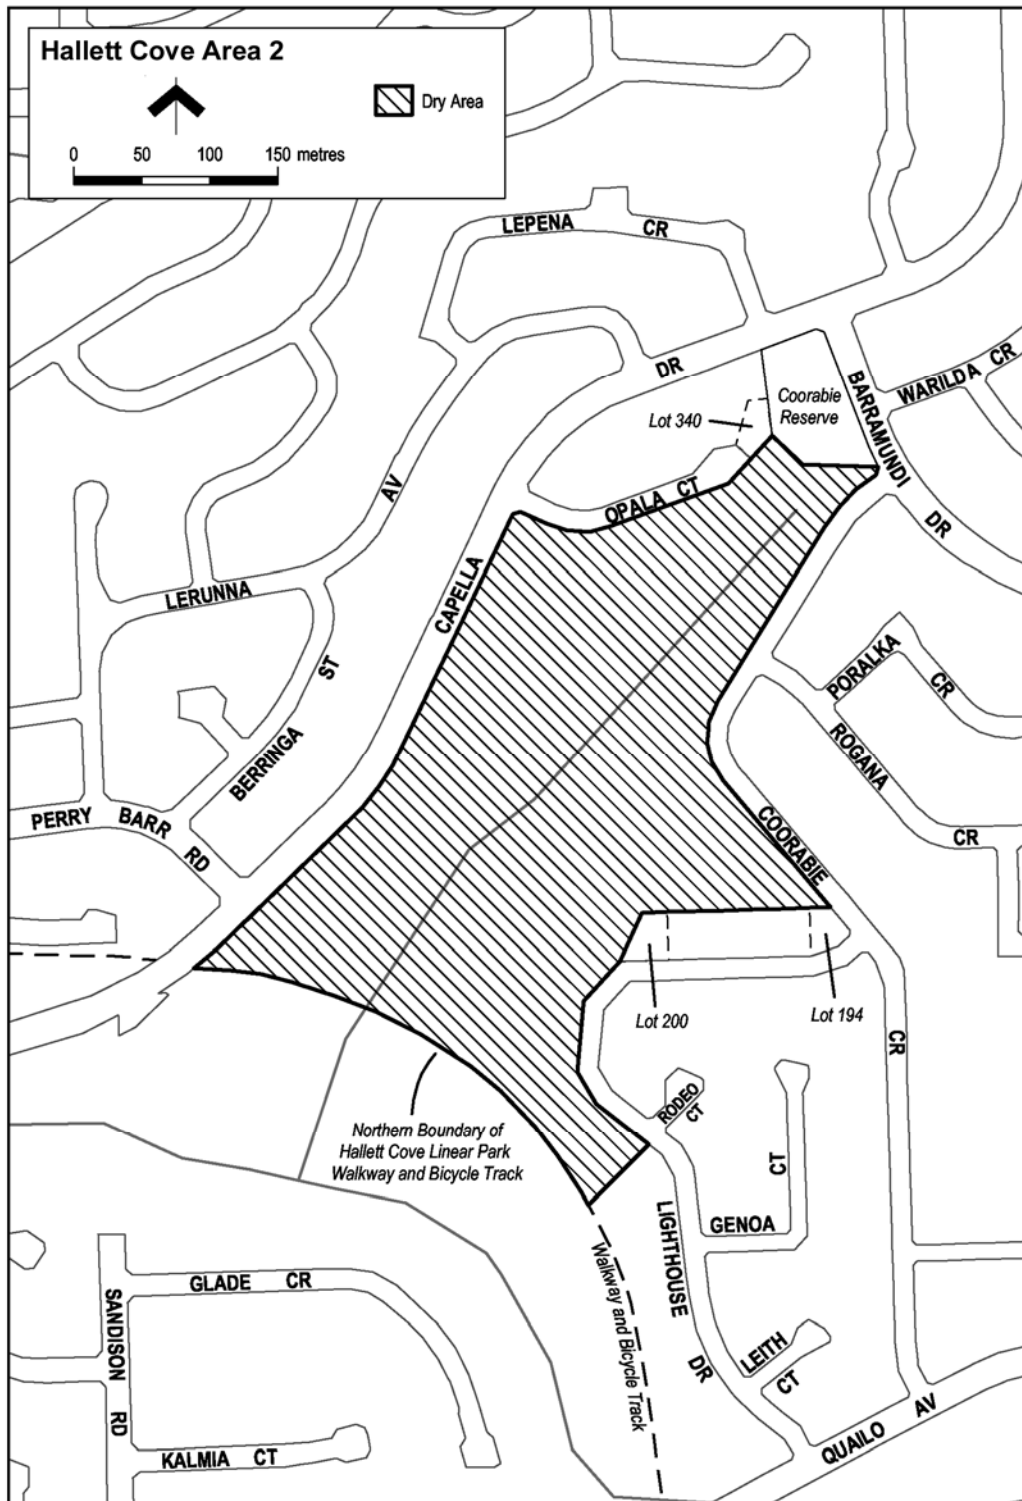 Hallett Cove Area 2
Dry Area
0 50 100 150 metres
LEPENA CR
DR
WARILDA CR
BARRAMUNDI
DR
Coorabie
Reserve
Lot 340
OPALA CT
AV
CAPELLA
LERUNNA
ST
BERRINGA
PORALKA
CR
ROGANA
CR
PERRY BARR
RD
COORABIE
CR
Lot 200
Lot 194
RODEO
CT
Northern Boundary of
Hallett Cove Linear Park
Walkway and Bicycle Track
CT
GENOA
LIGHTHOUSE
DR
Walkway and Bicycle Track
GLADE CR
SANDISON
RD
LEITH
CT
QUAILO AV
KALMIA CT